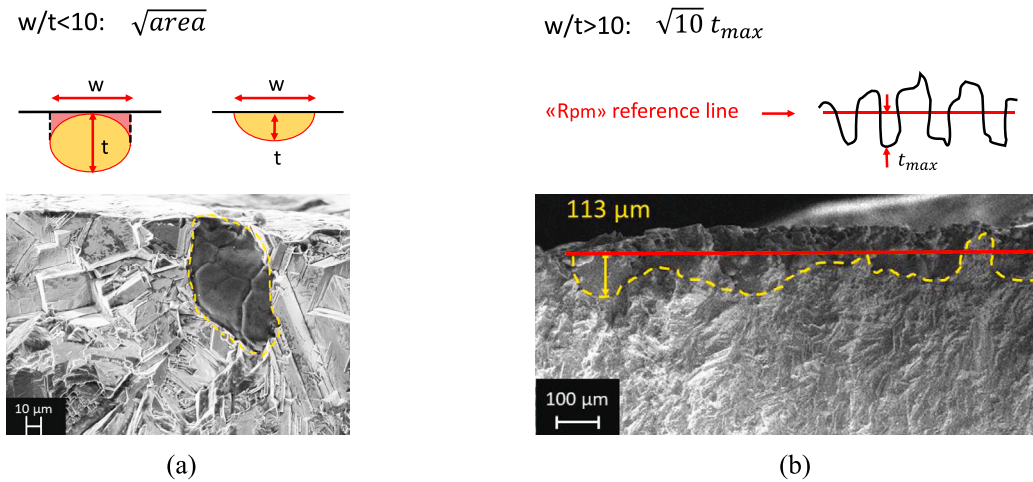 w/t<10: √area
w/t>10: √10 t_max
w
w
t
t
«Rpm» reference line
t_max
113 µm
10 µm
100 µm
(a)
(b)